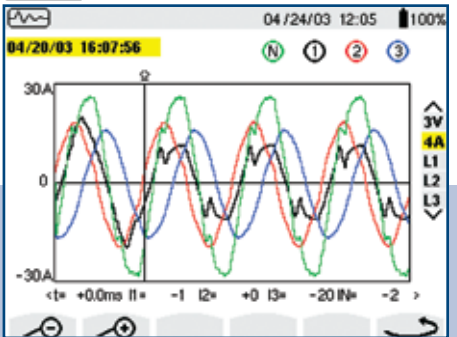 04/24/03 12:05 100%
04/20/03 16:07:56 N 1 2 3
30A
3V
4A
L1
0 L2
L3
-30A
<t= +0.0ms I1= -1 I2= +0 I3= -20 IN= -2 >